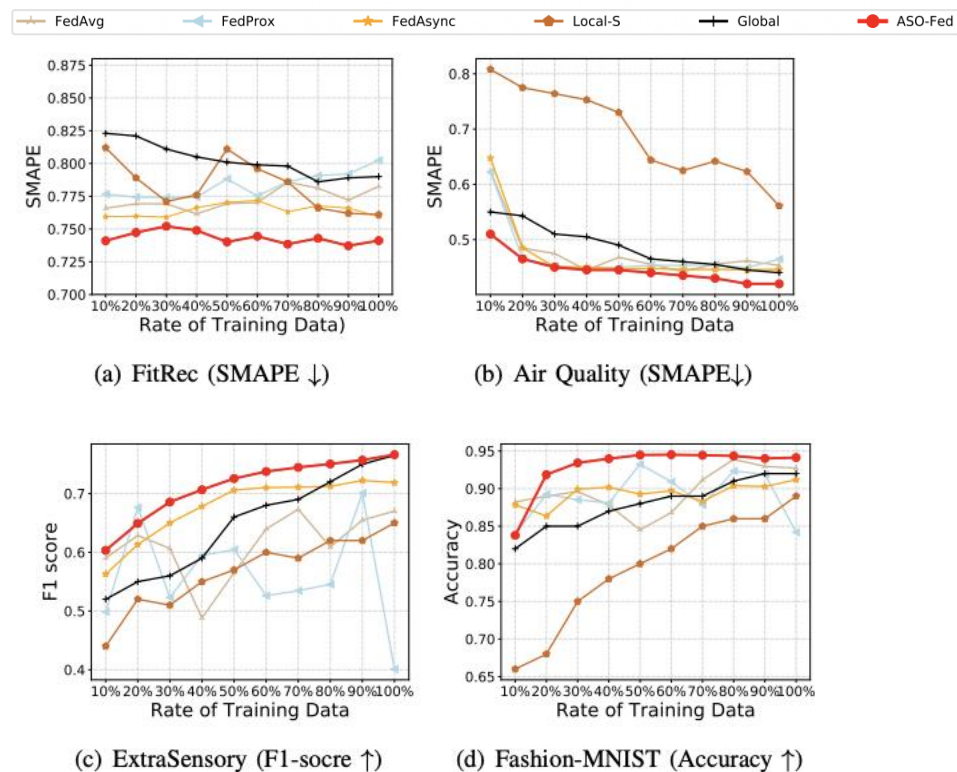 FedAvg FedProx FedAsync Local-S Global ASO-Fed
0.875
0.850
0.825
0.800
0.775
0.750
0.725
0.700
SMAPE
10% 20% 30% 40% 50% 60% 70% 80% 90% 100%
Rate of Training Data)
(a) FitRec (SMAPE ↓)
0.8
0.7
0.6
0.5
SMAPE
10% 20% 30% 40% 50% 60% 70% 80% 90% 100%
Rate of Training Data
(b) Air Quality (SMAPE↓)
0.7
0.6
0.5
0.4
F1 score
10% 20% 30% 40% 50% 60% 70% 80% 90% 100%
Rate of Training Data
(c) ExtraSensory (F1-socre ↑)
0.95
0.90
0.85
0.80
0.75
0.70
0.65
Accuracy
10% 20% 30% 40% 50% 60% 70% 80% 90% 100%
Rate of Training Data
(d) Fashion-MNIST (Accuracy ↑)